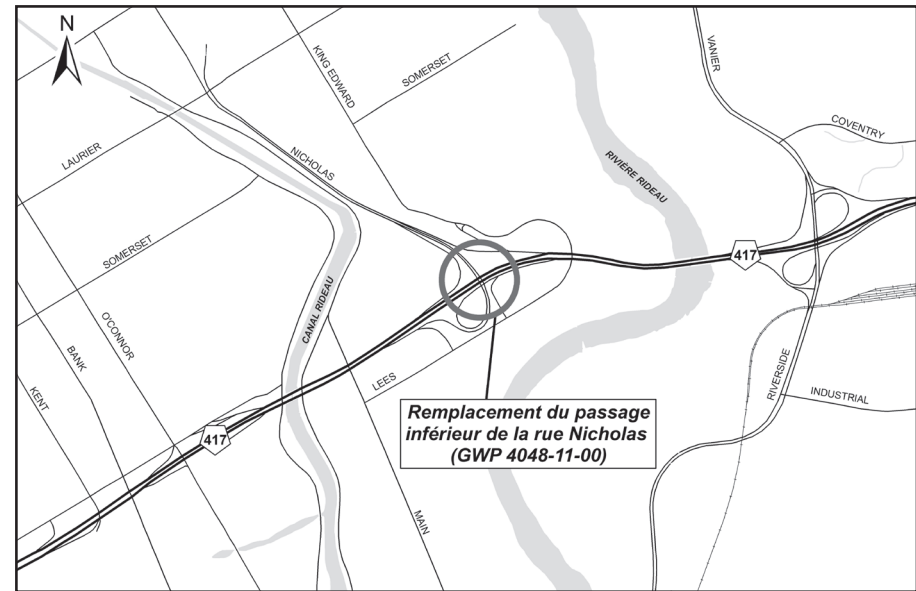 N
KING EDWARD
SOMERSET
VANIER
COVENTRY
LAURIER
NICHOLAS
RIVIÈRE RIDEAU
SOMERSET
417
CANAL RIDEAU
O'CONNOR
BANK
KENT
LEES
RIVERSIDE
INDUSTRIAL
417
MAIN
Remplacement du passage
inférieur de la rue Nicholas
(GWP 4048-11-00)